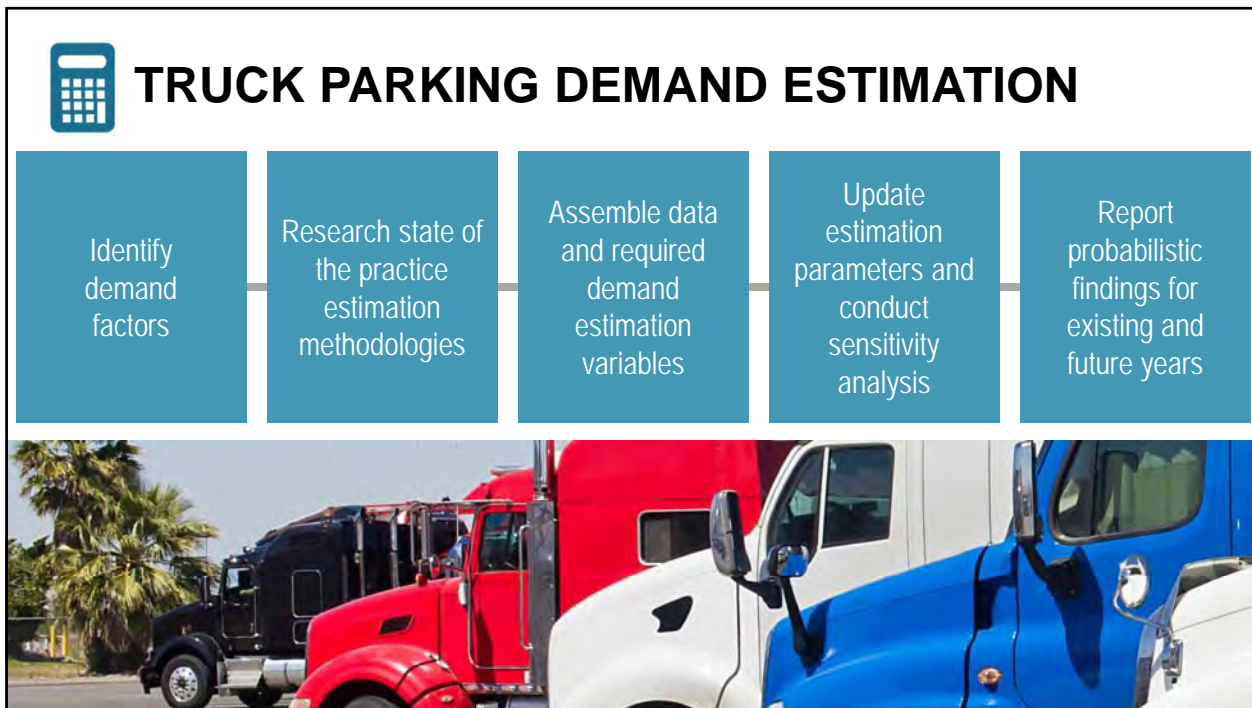 TRUCK PARKING DEMAND ESTIMATION
Identify
demand
factors
Research state of
the practice
estimation
methodologies
Assemble data
and required
demand
estimation
variables
Update
estimation
parameters and
conduct
sensitivity
analysis
Report
probabilistic
findings for
existing and
future years